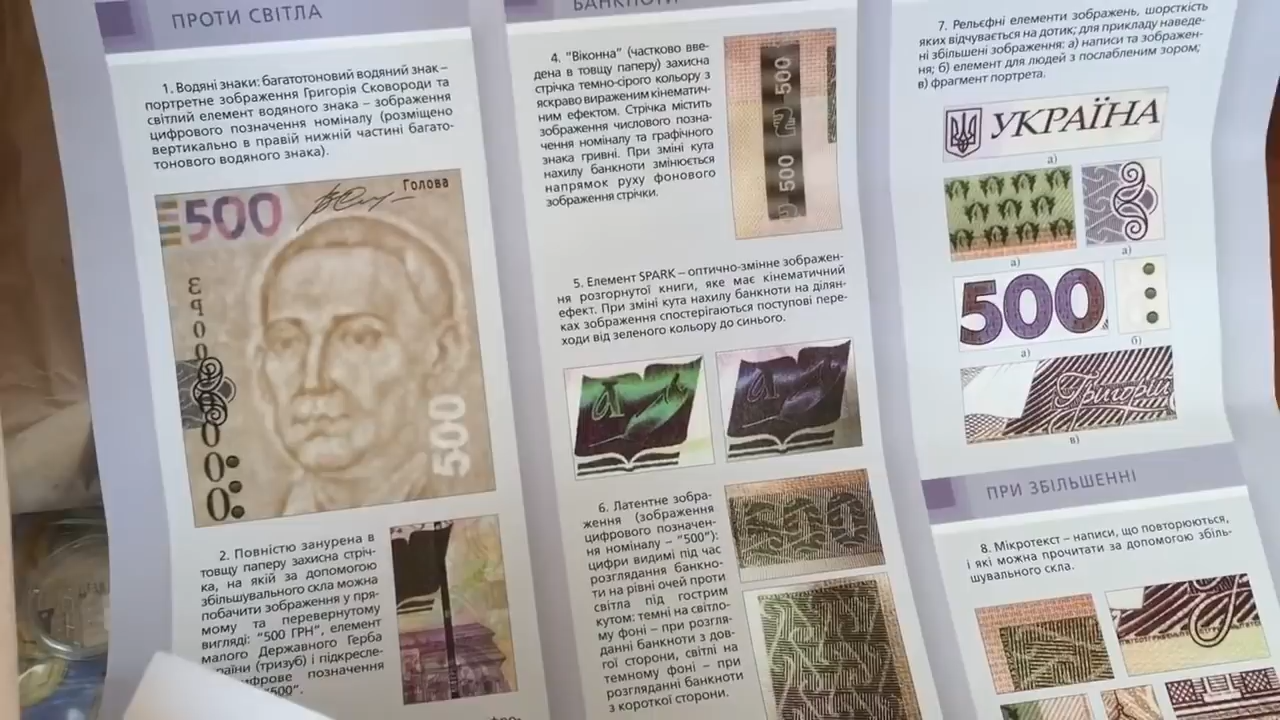 ПРОТИ СВІТЛА
1. Водяні знаки: багатотоновий водяний знак –
портретне зображення Григорія Сковороди та
світлий елемент водяного знака – зображення
цифрового позначення номіналу (розміщено
вертикально в правій нижній частині багато-
тонового водяного знака).
500
Голова
500
2. Повністю занурена в
товщу паперу захисна стріч-
ка, на якій за допомогою
збільшувального скла можна
побачити зображення у пря-
мому та перевернутому
вигляді: "500 ГРН", елемент
малого Державного Герба
країни (тризуб) і підкресле-
цифрове позначення
"500".
БАНКНОТИ
4. "Віконна" (частково вве-
дена в товщу паперу) захисна
стрічка темно-сірого кольору з
яскраво вираженим кінематич-
ним ефектом. Стрічка містить
зображення числового позна-
чення номіналу та графічного
знака гривні. При зміні кута
нахилу банкноти змінюється
напрямок руху фонового
зображення стрічки.
500
500
5. Елемент SPARK – оптично-змінне зображен-
ня розгорнутої книги, яке має кінематичний
ефект. При зміні кута нахилу банкноти на ділян-
ках зображення спостерігаються поступові пере-
ходи від зеленого кольору до синього.
6. Латентне зобра-
ження (зображення
цифрового позначен-
ня номіналу – "500"):
цифри видимі під час
розглядання банкно-
ти на рівні очей проти
світла під гострим
кутом: темні на світло-
му фоні – при розгля-
данні банкноти з дов-
гої сторони, світлі на
темному фоні – при
розгляданні банкноти
з короткої сторони.
7. Рельєфні елементи зображень, шорсткість
яких відчувається на дотик; для прикладу наведе-
ні збільшені зображення: а) написи та зображен-
ня; б) елемент для людей з послабленим зором;
в) фрагмент портрета.
УКРАЇНА
а)
а)
а)
500
а)
б)
Григорій
в)
ПРИ ЗБІЛЬШЕННІ
8. Мікротекст – написи, що повторюються,
і які можна прочитати за допомогою збіль-
шувального скла.